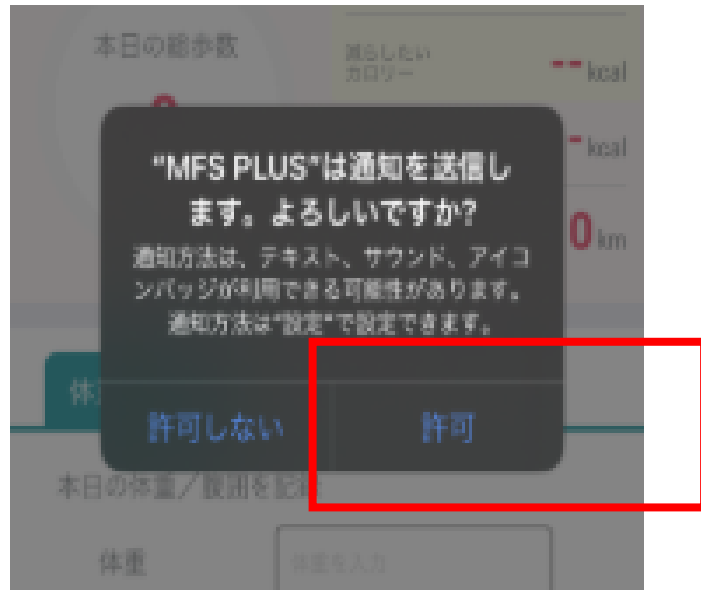 本日の総歩数
減らしたい
カロリー
--kcal
-kcal
0km
"MFS PLUS"は通知を送信し
ます。よろしいですか?
通知方法は、テキスト、サウンド、アイコ
ンバッジが利用できる可能性があります。
通知方法は"設定"で設定できます。
体
許可しない
許可
本日の体重/腹囲を記録
体重
体重を入力